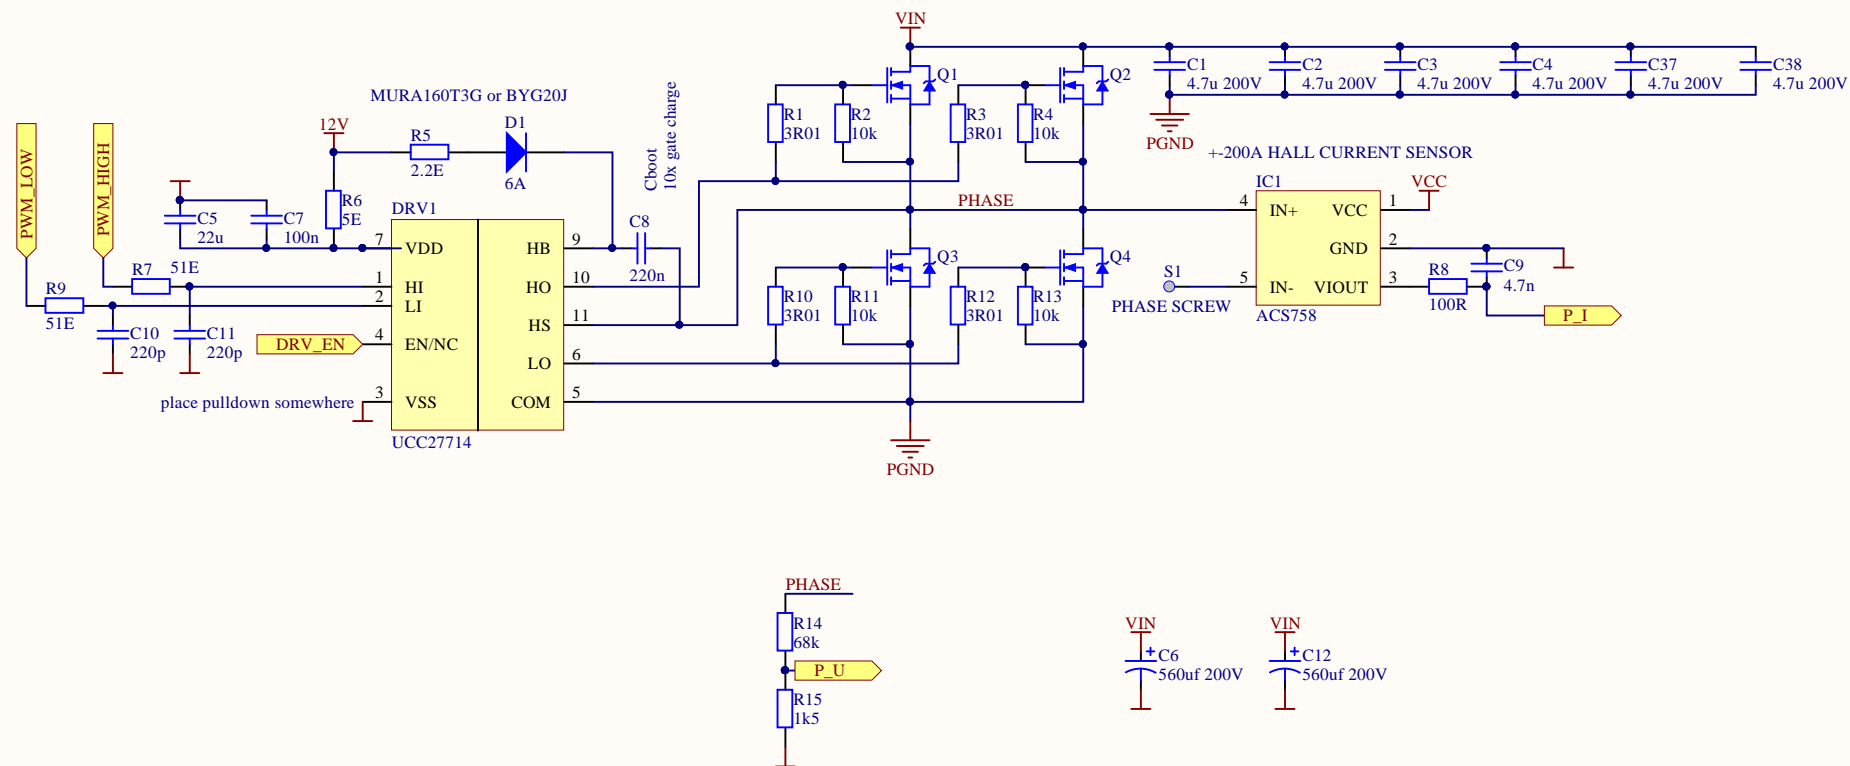 VIN
Q1
Q2
C1
4.7u 200V
C2
4.7u 200V
C3
4.7u 200V
C4
4.7u 200V
C37
4.7u 200V
C38
4.7u 200V
PGND
MURA160T3G or BYG20J
Cboot
10x gate charge
R1
3R01
R2
10k
R3
3R01
R4
10k
12V
R5
2.2E
D1
6A
+-200A HALL CURRENT SENSOR
PWM_LOW
PWM_HIGH
C5
22u
C7
100n
R6
5E
DRV1
PHASE
IC1
4
IN+
VCC
1
VCC
GND
2
5
IN-
VIOUT
3
ACS758
R8
100R
C9
4.7n
P_I
S1
PHASE SCREW
7
VDD
HB
9
C8
220n
R7
51E
1
HI
HO
10
2
LI
HS
11
R9
51E
C10
220p
C11
220p
DRV_EN
4
EN/NC
LO
6
place pulldown somewhere
3
VSS
COM
5
UCC27714
Q3
Q4
R10
3R01
R11
10k
R12
3R01
R13
10k
PGND
PHASE
R14
68k
P_U
R15
1k5
VIN
+
C6
560uf 200V
VIN
+
C12
560uf 200V